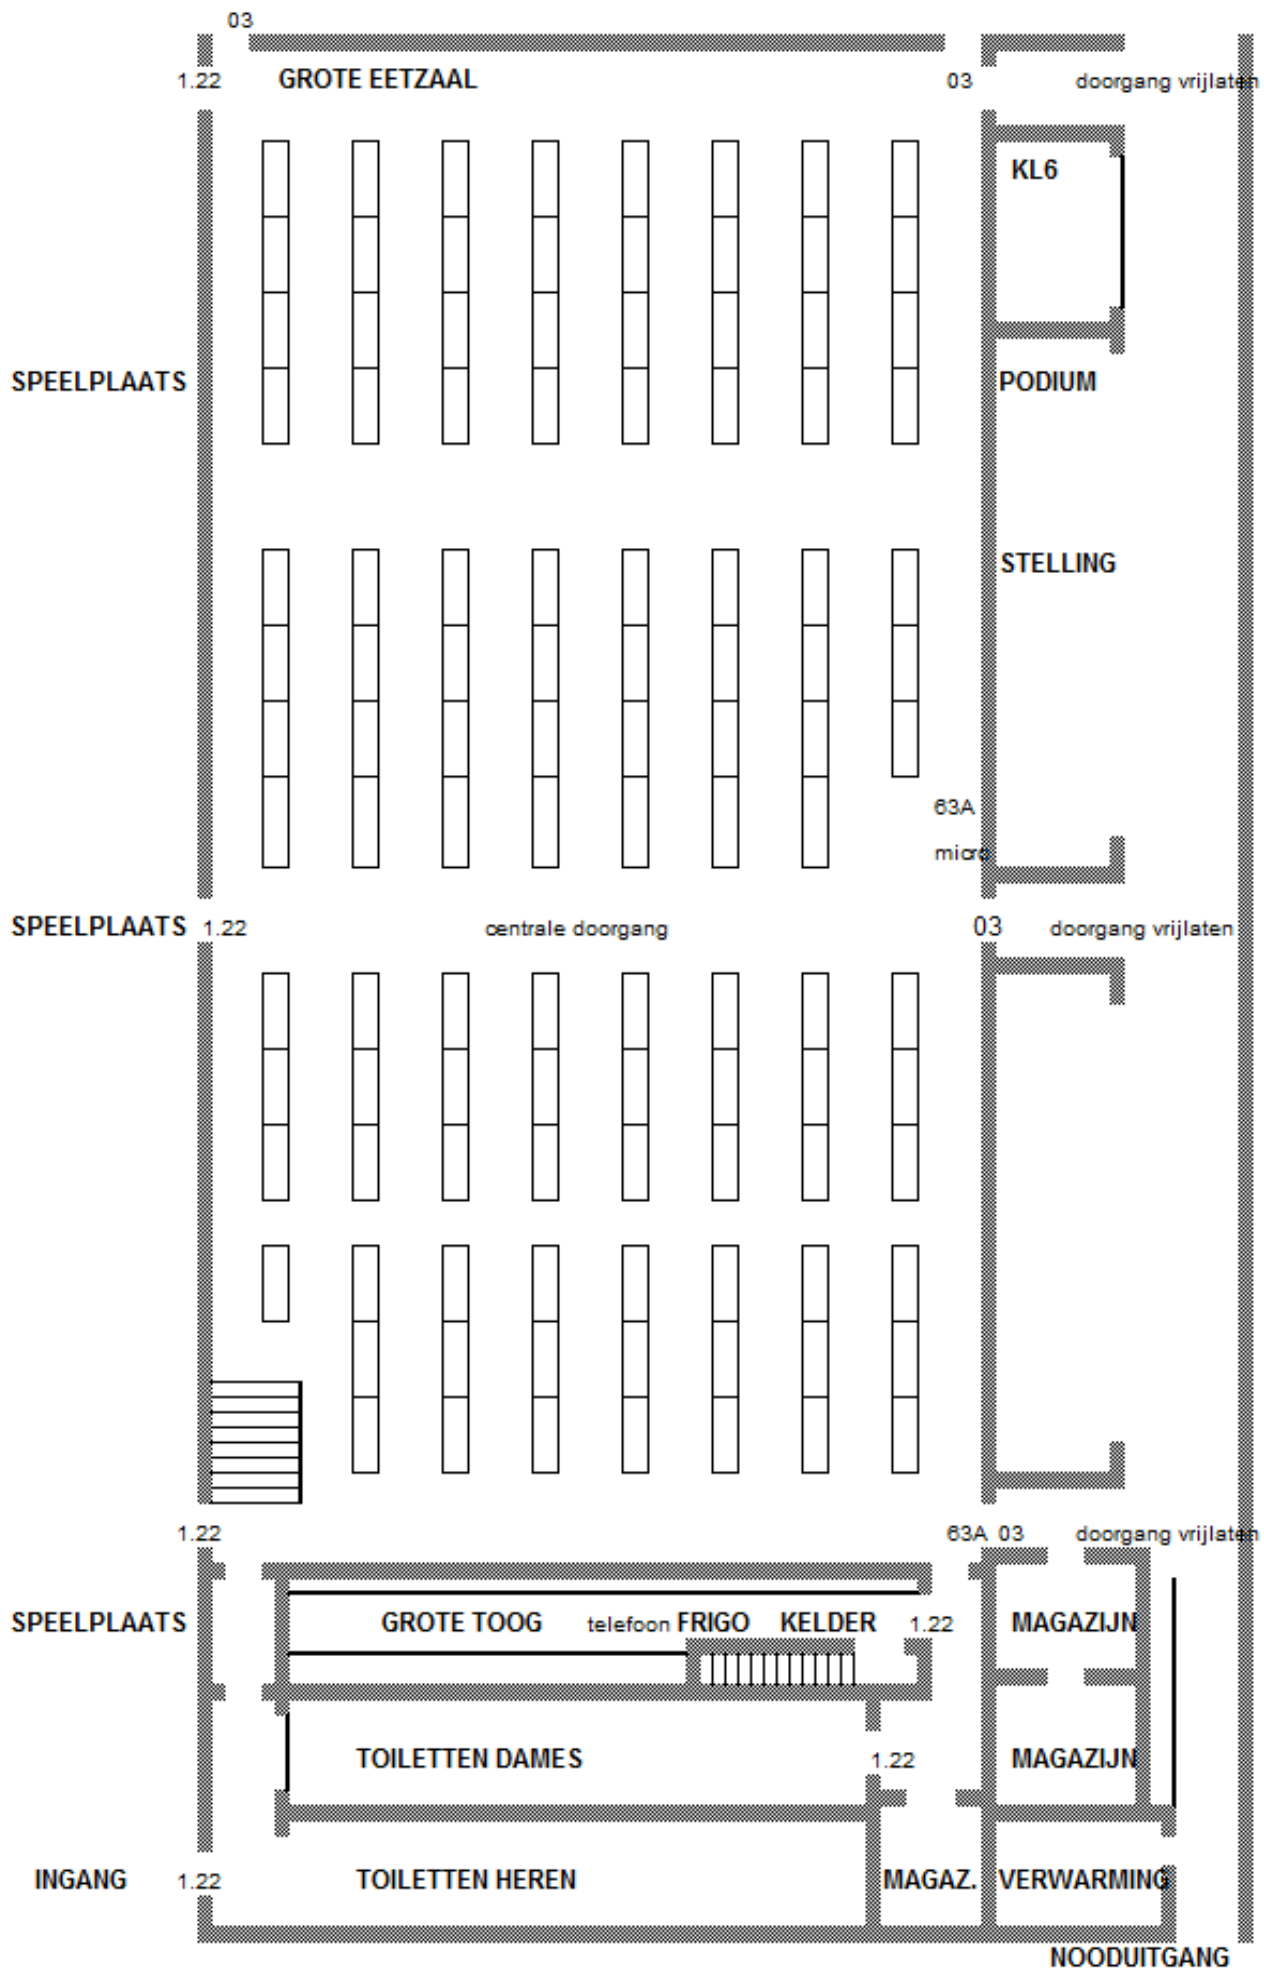 03
1.22 GROTE EETZAAL 03 doorgang vrijlaten
KL6
SPEELPLAATS PODIUM
STELLING
63A
micro
SPEELPLAATS 1.22 centrale doorgang 03 doorgang vrijlaten
1.22 63A 03 doorgang vrijlaten
SPEELPLAATS GROTE TOOG telefoon FRIGO KELDER 1.22 MAGAZIJN
TOILETTEN DAMES 1.22 MAGAZIJN
INGANG 1.22 TOILETTEN HEREN MAGAZ. VERWARMING
NOODUITGANG